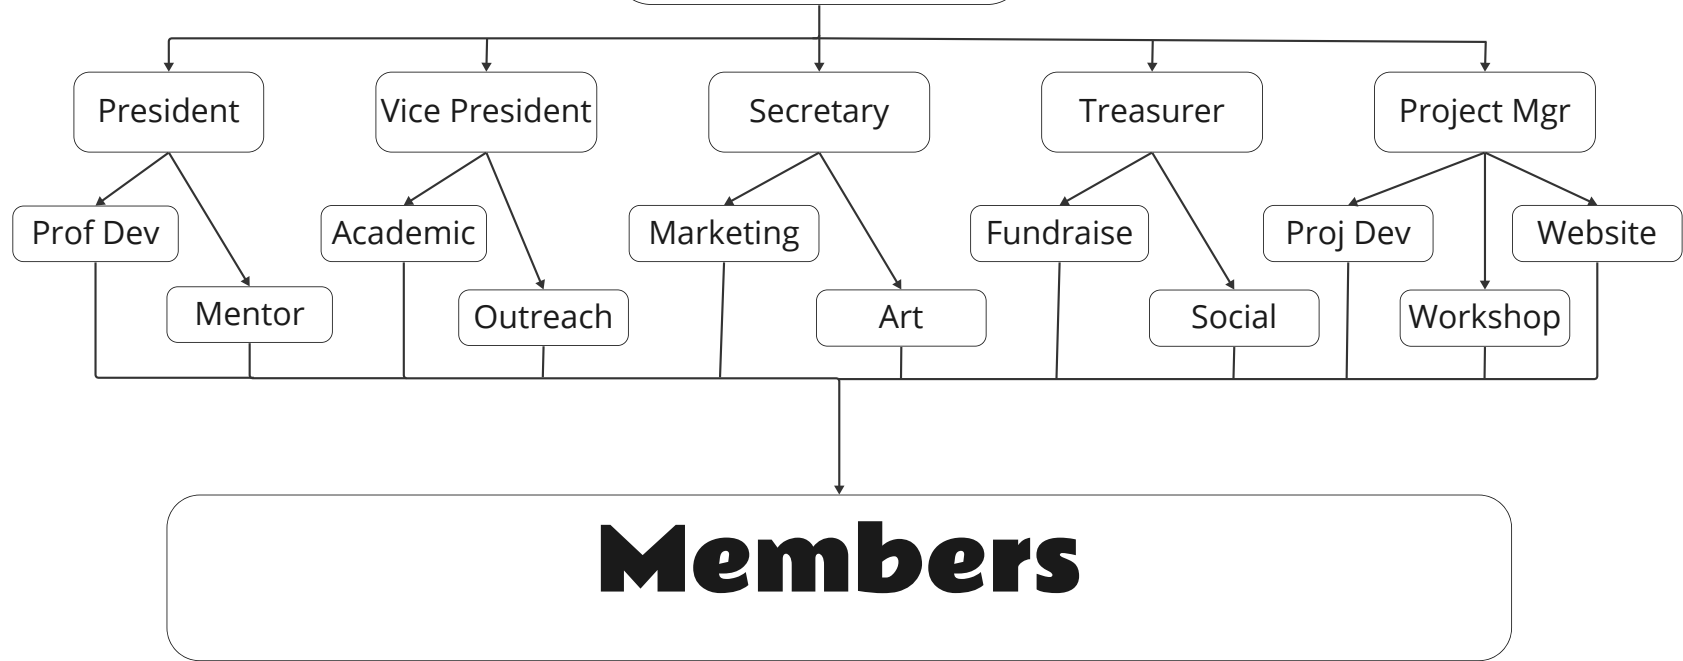 President
Vice President
Secretary
Treasurer
Project Mgr
Prof Dev
Academic
Marketing
Fundraise
Proj Dev
Website
Mentor
Outreach
Art
Social
Workshop
Members